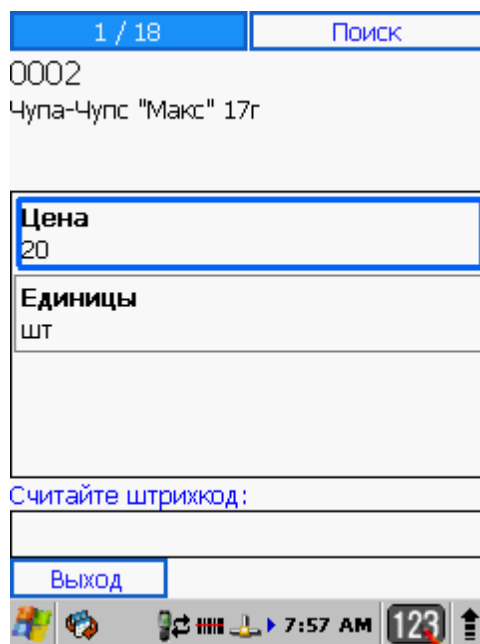 1 / 18
Поиск
0002
Чупа-Чупс "Макс" 17г
Цена
20
Единицы
шт
Считайте штрихкод:
Выход
7:57 AM
123